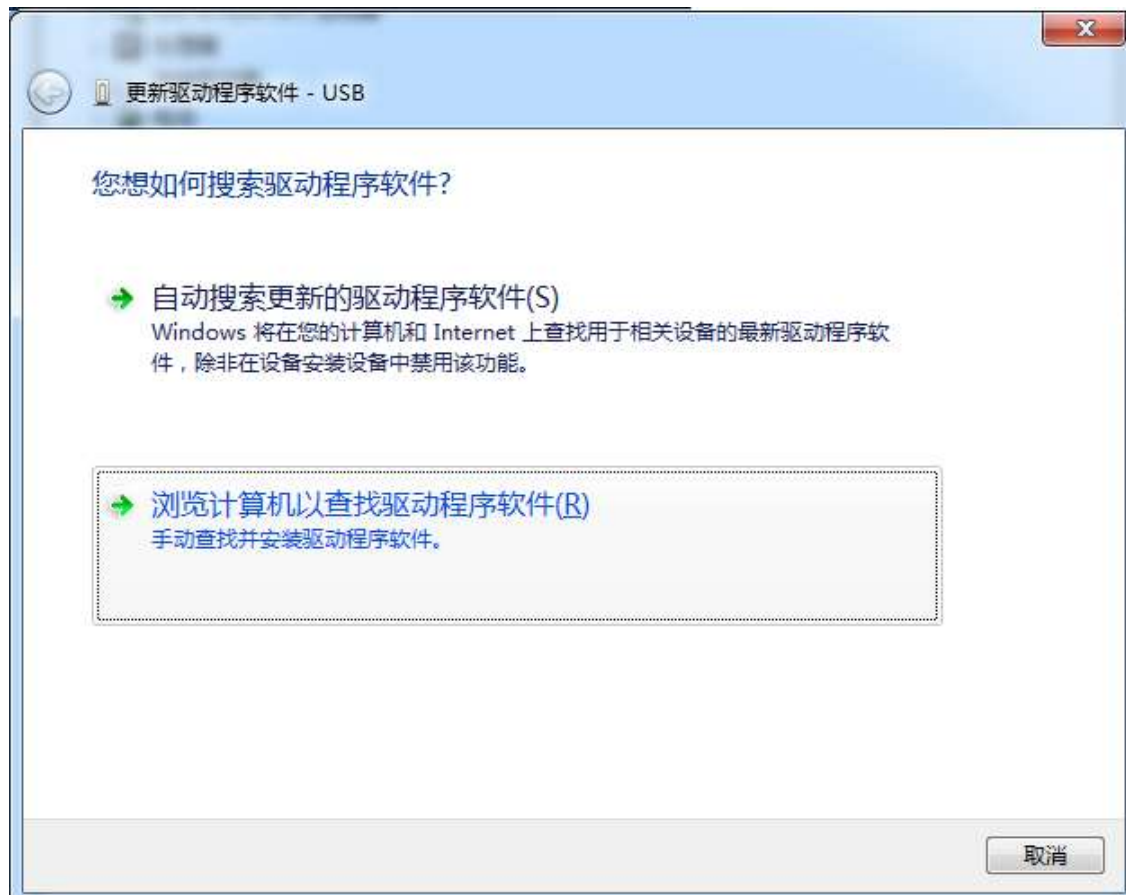 更新驱动程序软件 - USB
您想如何搜索驱动程序软件?
自动搜索更新的驱动程序软件(S)
Windows 将在您的计算机和 Internet 上查找用于相关设备的最新驱动程序软
件，除非在设备安装设备中禁用该功能。
浏览计算机以查找驱动程序软件(R)
手动查找并安装驱动程序软件。
取消